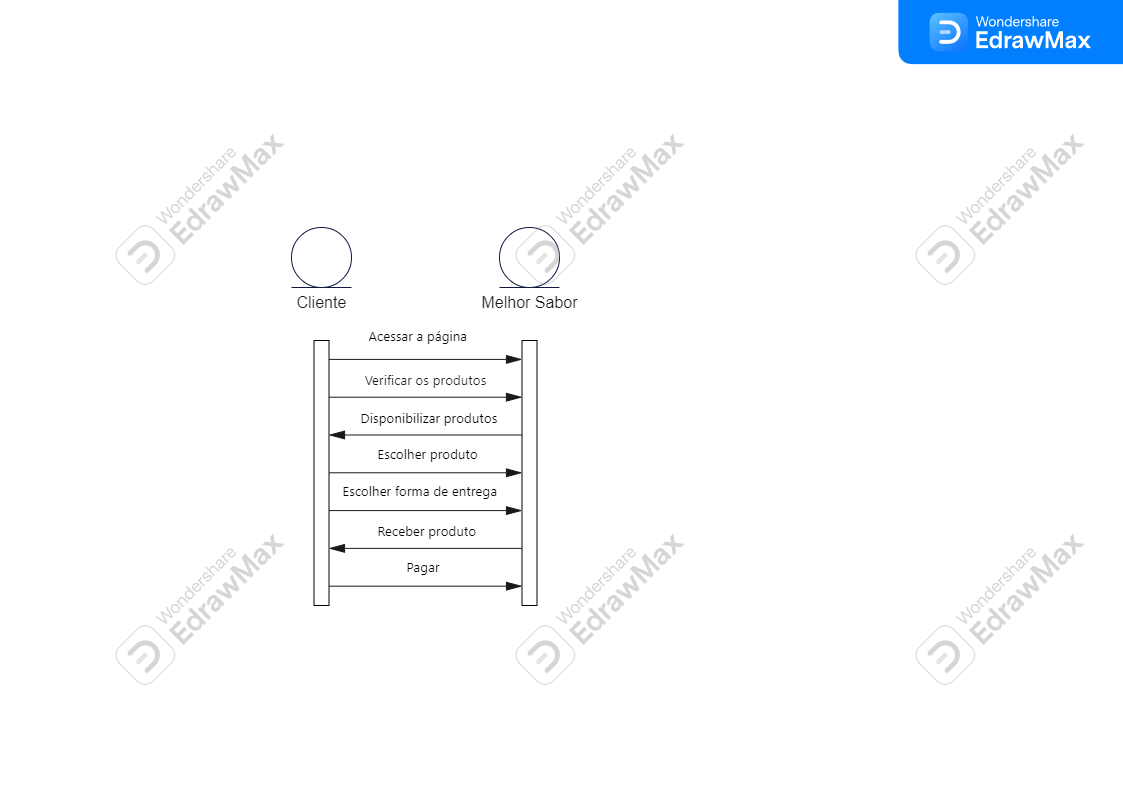 Wondershare
EdrawMax
Wondershare
EdrawMax
Wondershare
EdrawMax
Wondershare
EdrawMax
Cliente
Melhor Sabor
Acessar a página
Verificar os produtos
Disponibilizar produtos
Escolher produto
Escolher forma de entrega
Receber produto
Pagar
Wondershare
EdrawMax
Wondershare
EdrawMax
Wondershare
EdrawMax